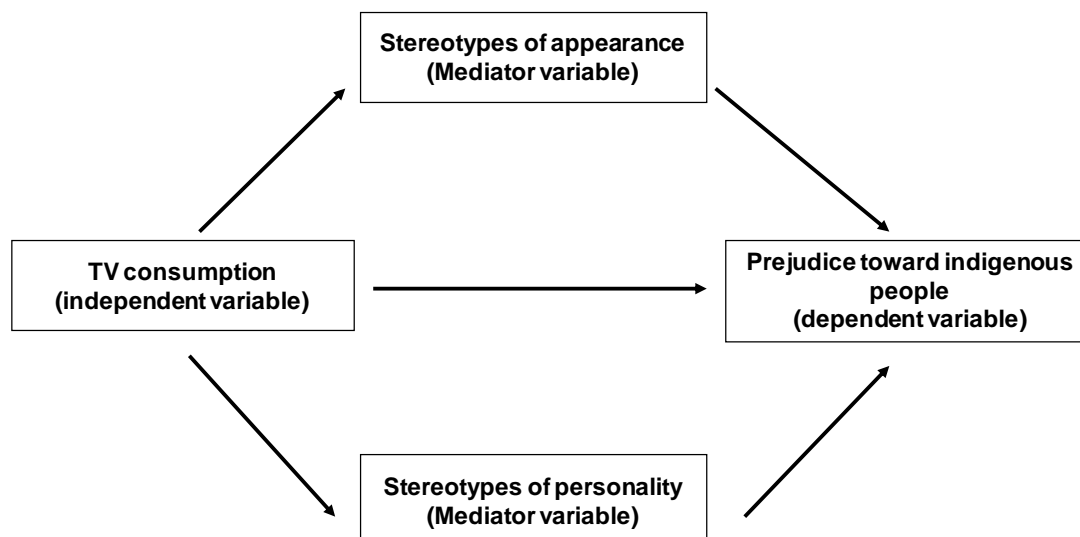 Stereotypes of appearance
(Mediator variable)
TV consumption
(independent variable)
Prejudice toward indigenous
people
(dependent variable)
Stereotypes of personality
(Mediator variable)